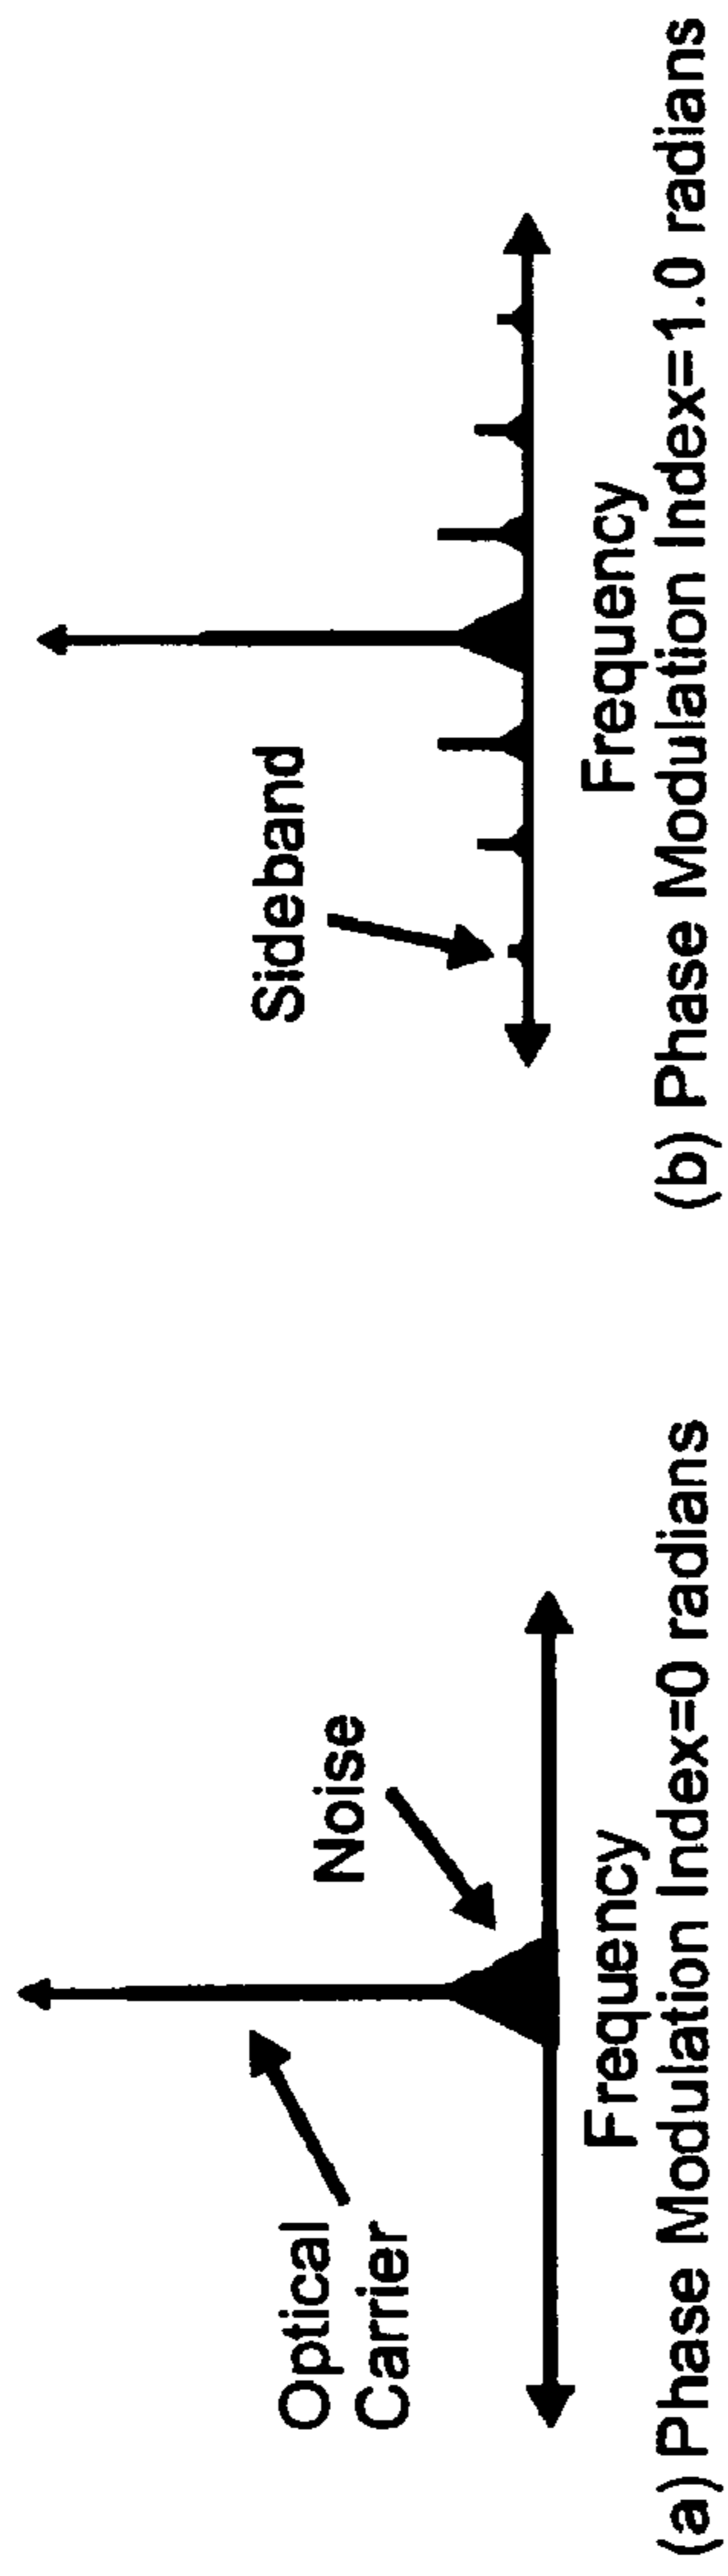 Optical
Carrier
Noise
Frequency
(a) Phase Modulation Index=0 radians
Sideband
Frequency
(b) Phase Modulation Index=1.0 radians